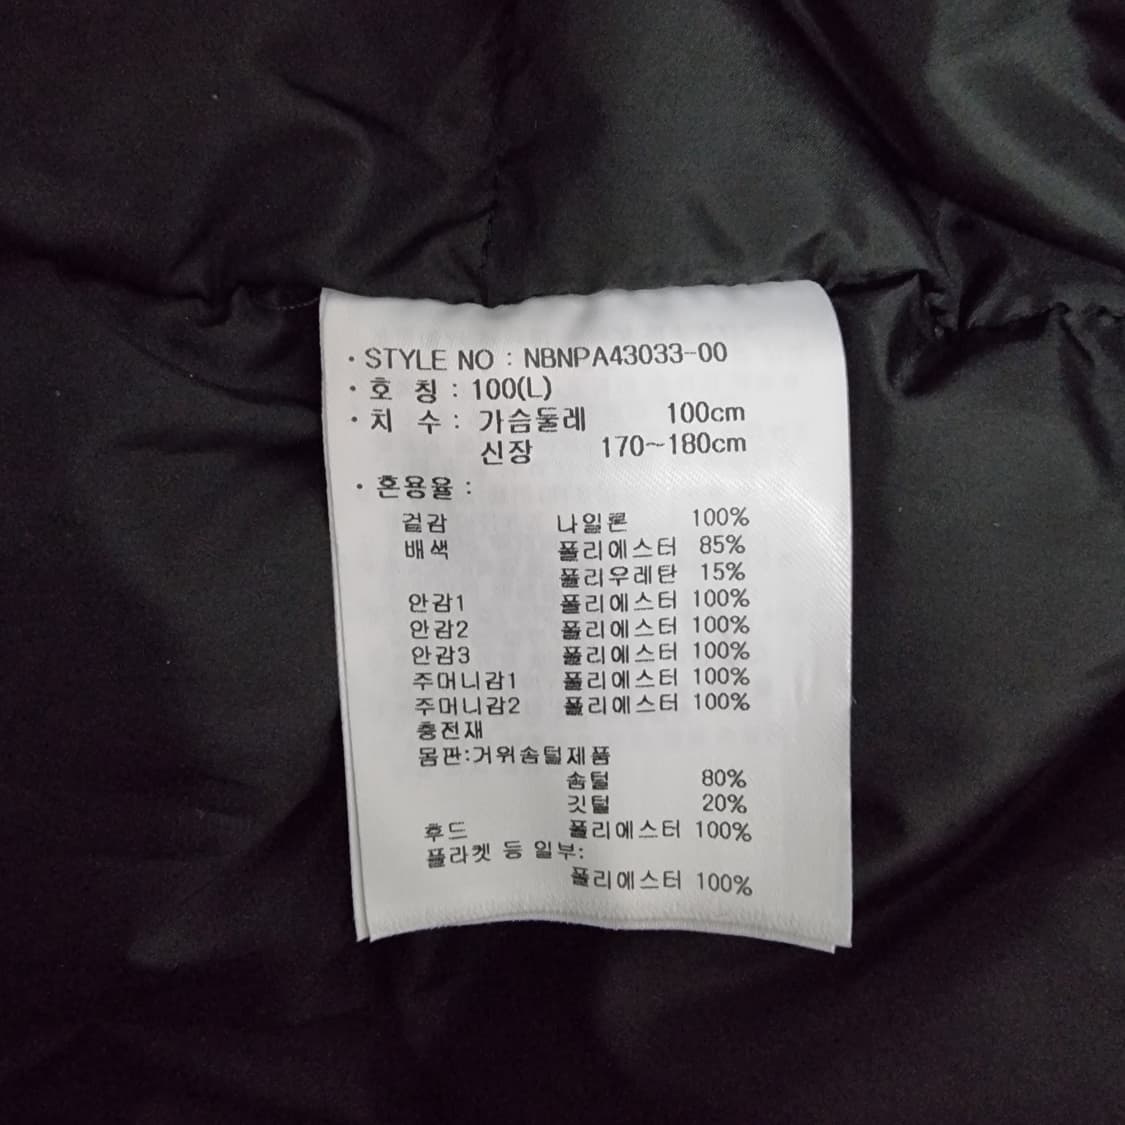 · STYLE NO : NBNPA43033-00
· 호 칭 : 100(L)
· 치 수 : 가슴둘레 100cm
신장 170~180cm
· 혼용율 :
겉감 나일론 100%
배색 폴리에스터 85%
폴리우레탄 15%
안감1 폴리에스터 100%
안감2 폴리에스터 100%
안감3 폴리에스터 100%
주머니감1 폴리에스터 100%
주머니감2 폴리에스터 100%
충전재
몸판:거위솜털제품
솜털 80%
깃털 20%
후드 폴리에스터 100%
플라켓 등 일부:
폴리에스터 100%